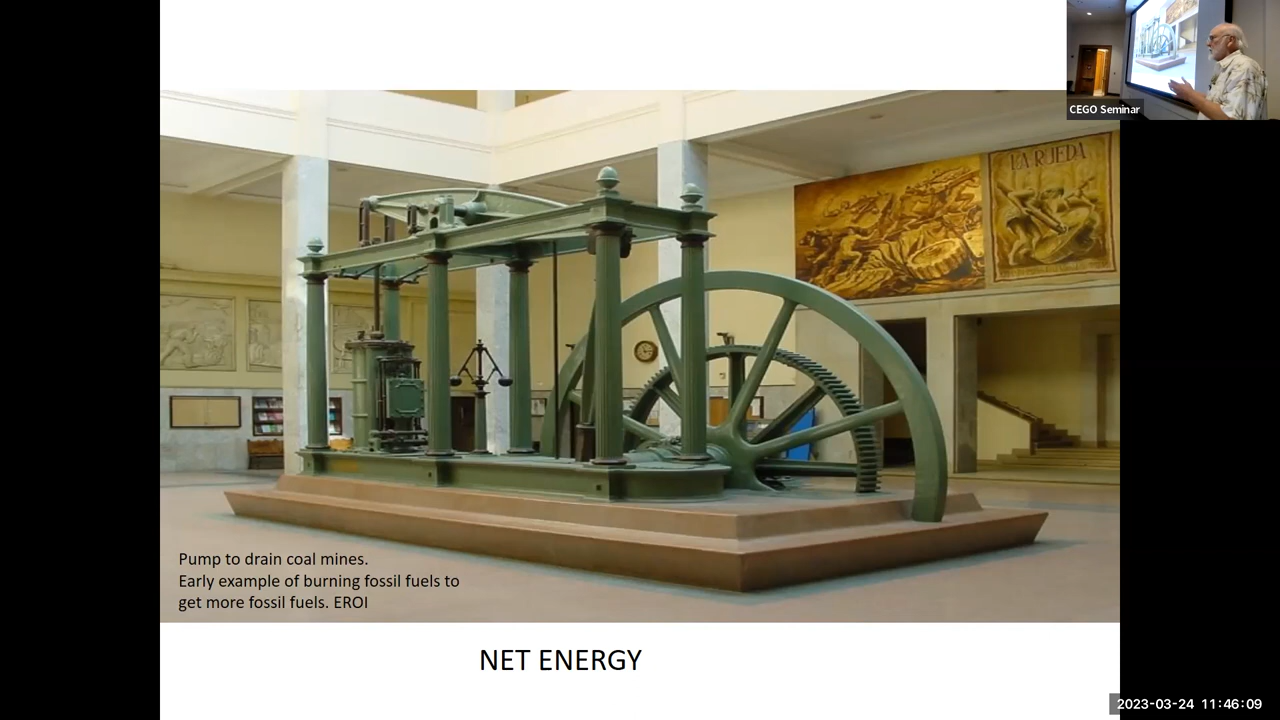 CEGO Seminar
LA RUEDA
Pump to drain coal mines.
Early example of burning fossil fuels to
get more fossil fuels. EROI
NET ENERGY
2023-03-24 11:46:09